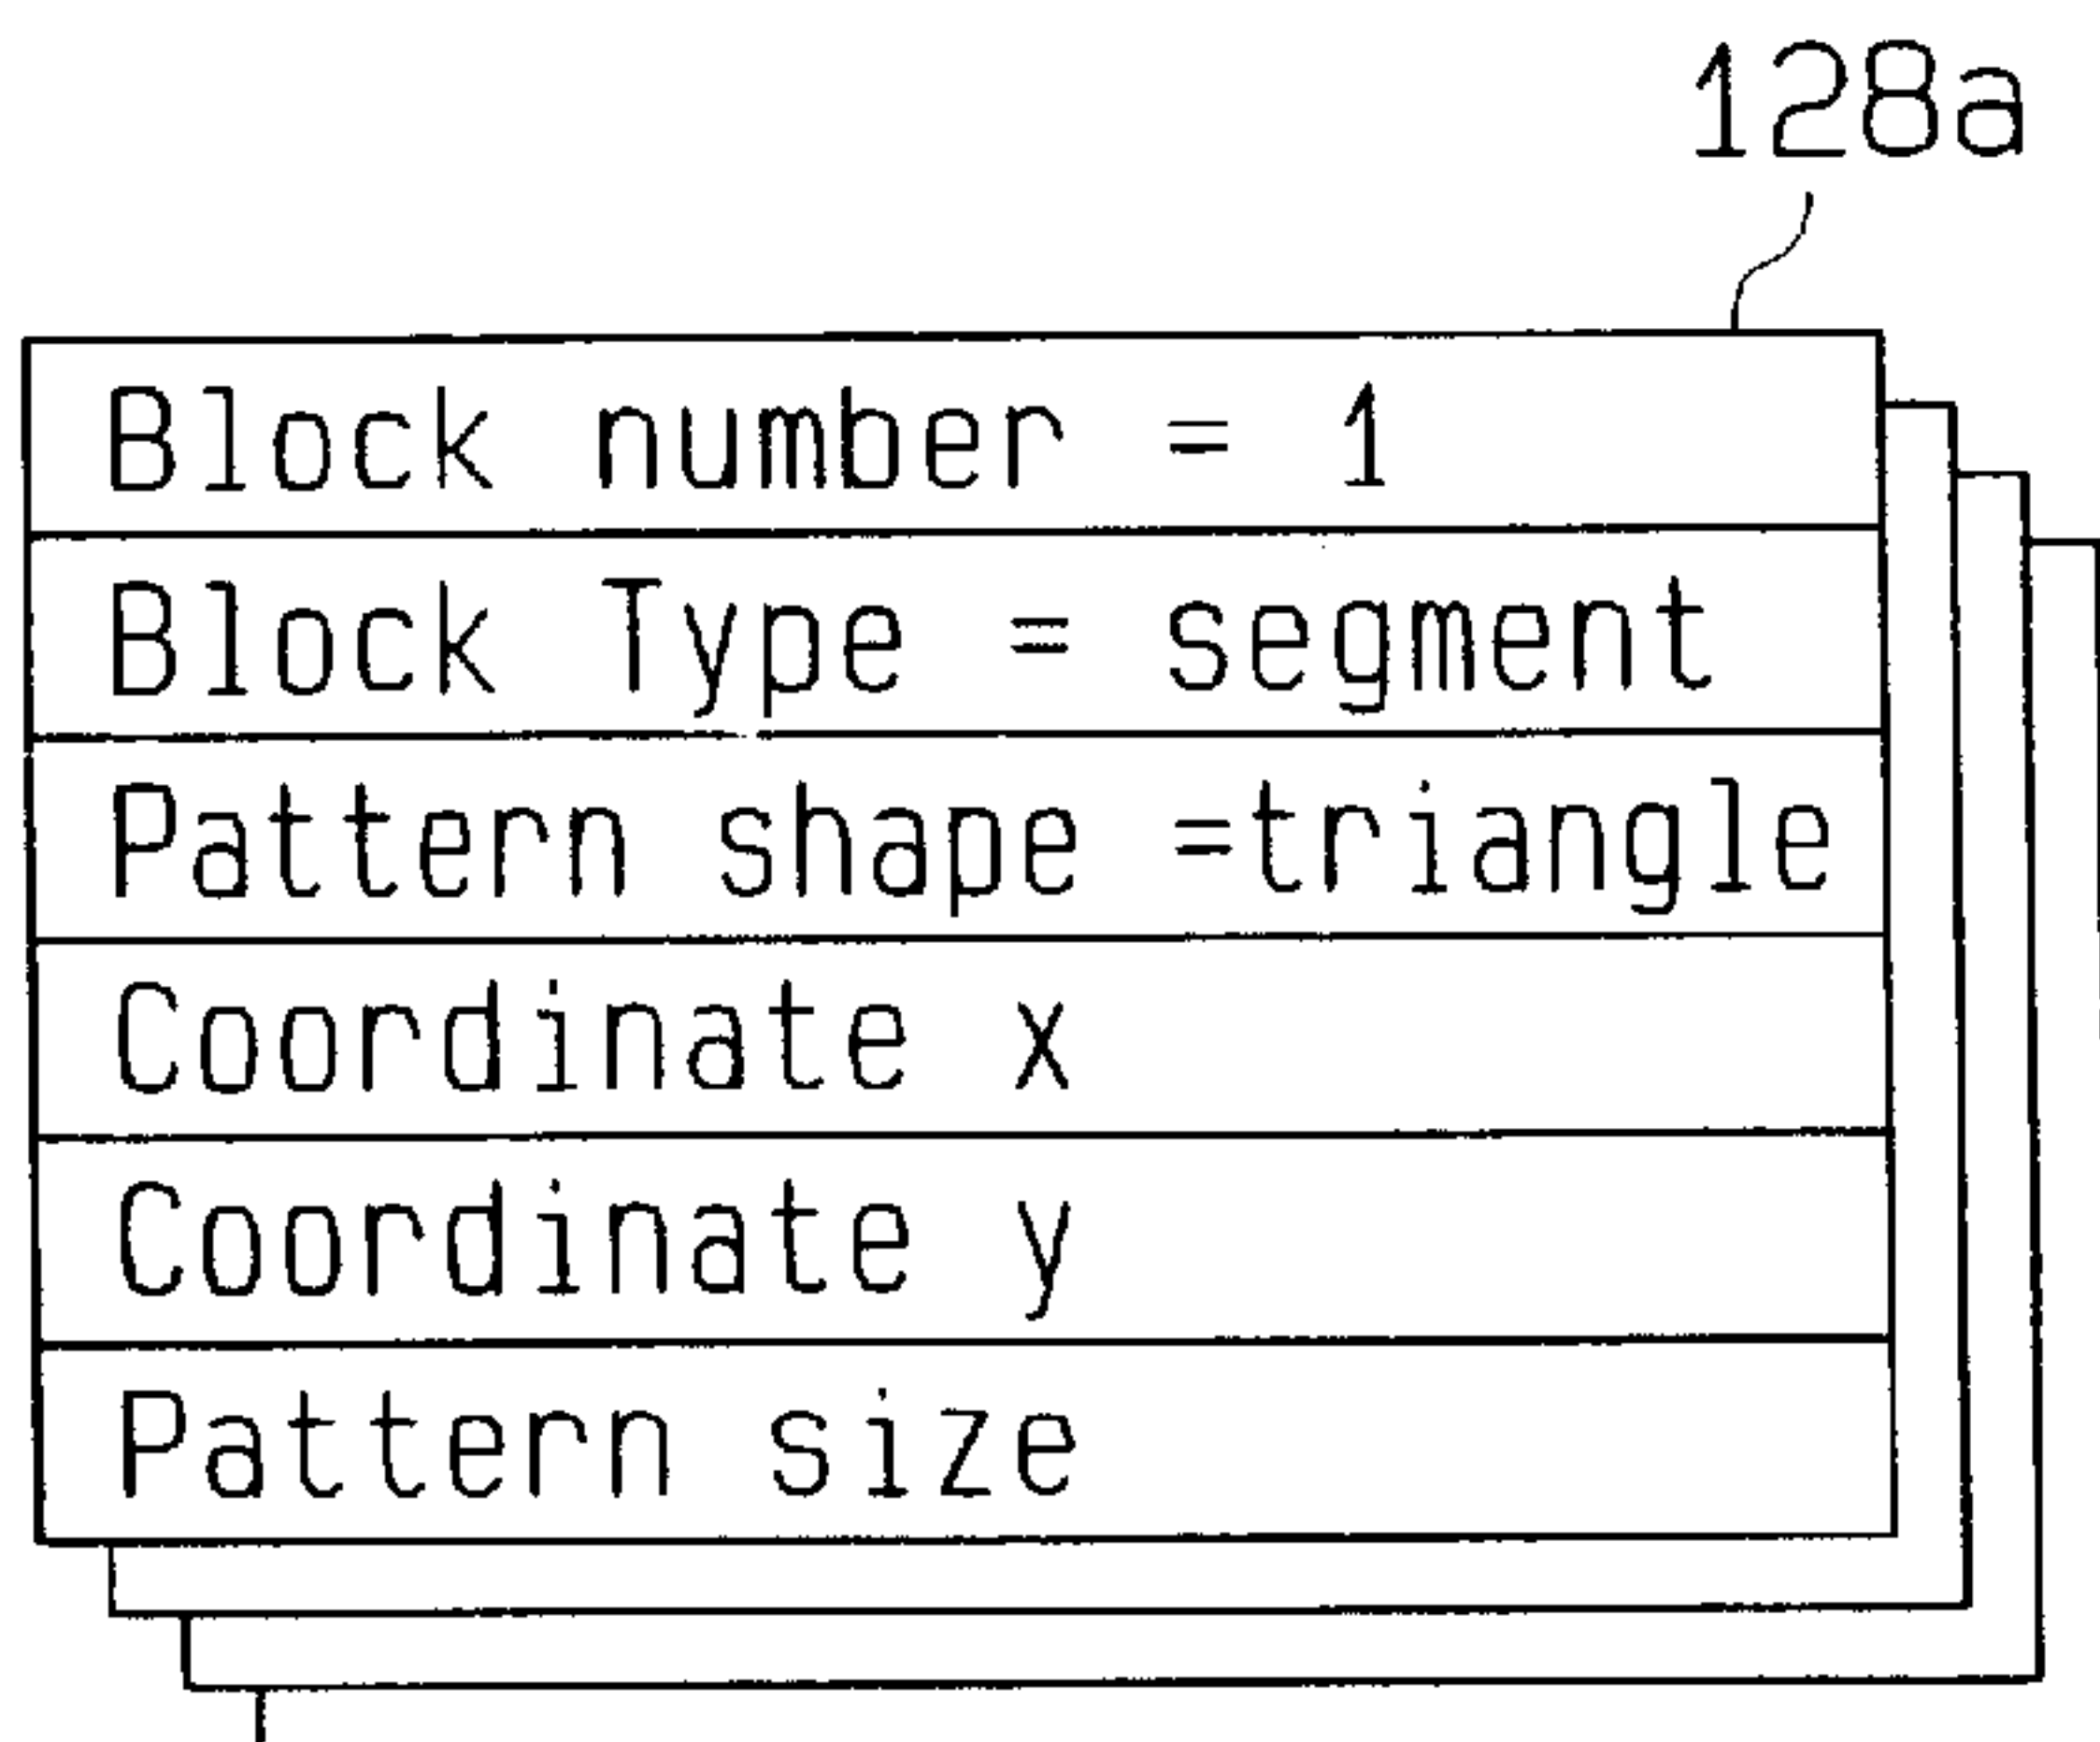 128a
Block number = 1
Block Type = segment
Pattern shape =triangle
Coordinate x
Coordinate y
Pattern size